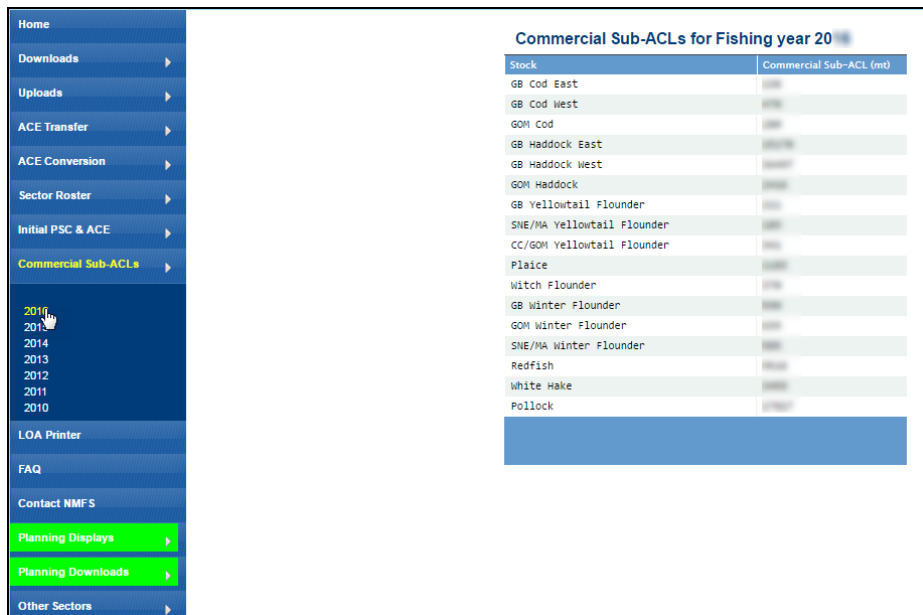 Home
Downloads
Uploads
ACE Transfer
ACE Conversion
Sector Roster
Initial PSC & ACE
Commercial Sub-ACLs
2016
2015
2014
2013
2012
2011
2010
LOA Printer
FAQ
Contact NMFS
Planning Displays
Planning Downloads
Other Sectors
Commercial Sub-ACLs for Fishing year 20
Stock Commercial Sub-ACL (mt)
GB Cod East
GB Cod West
GOM Cod
GB Haddock East
GB Haddock West
GOM Haddock
GB Yellowtail Flounder
SNE/MA Yellowtail Flounder
CC/GOM Yellowtail Flounder
Plaice
Witch Flounder
GB Winter Flounder
GOM Winter Flounder
SNE/MA Winter Flounder
Redfish
White Hake
Pollock